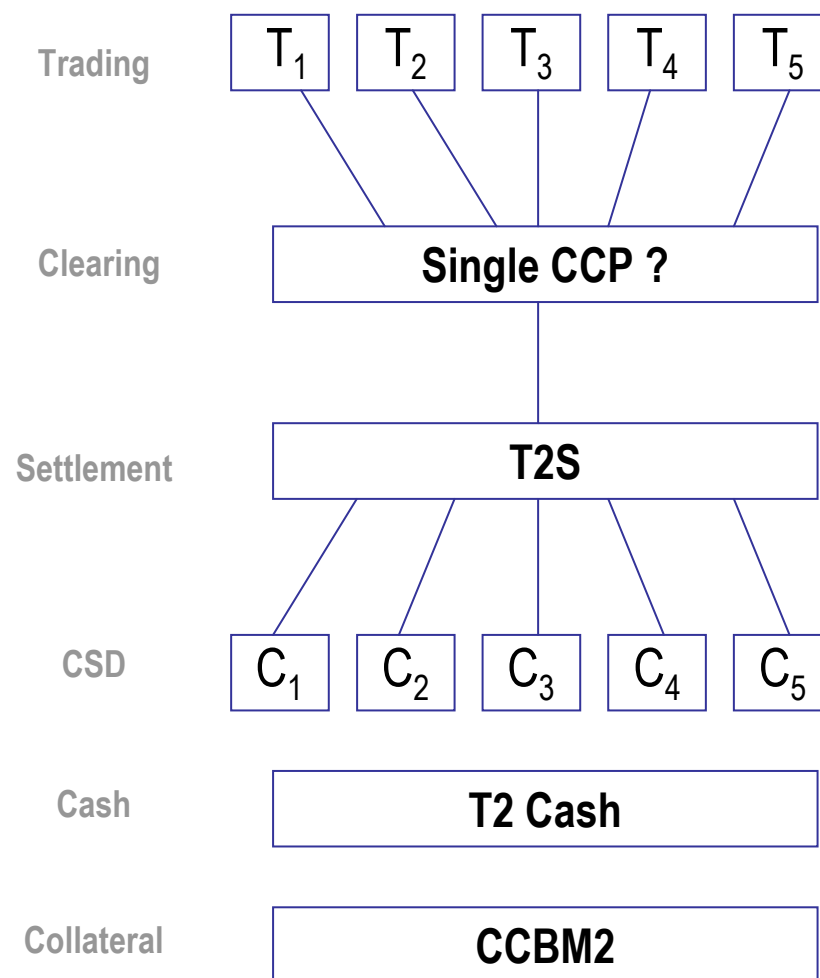 Trading T₁ T₂ T₃ T₄ T₅
Clearing Single CCP ?
Settlement T2S
CSD C₁ C₂ C₃ C₄ C₅
Cash T2 Cash
Collateral CCBM2